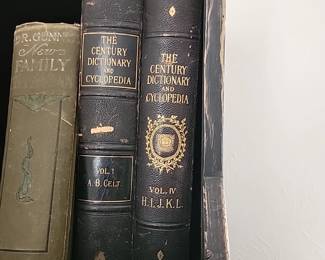 DR. GUNN'S
NEW
FAMILY
THE
CENTURY
DICTIONARY
AND
CYCLOPEDIA
VOL. I
A.B. CELT.
THE
CENTURY
DICTIONARY
AND
CYCLOPEDIA
VOL. IV
H.I.J.K.L.